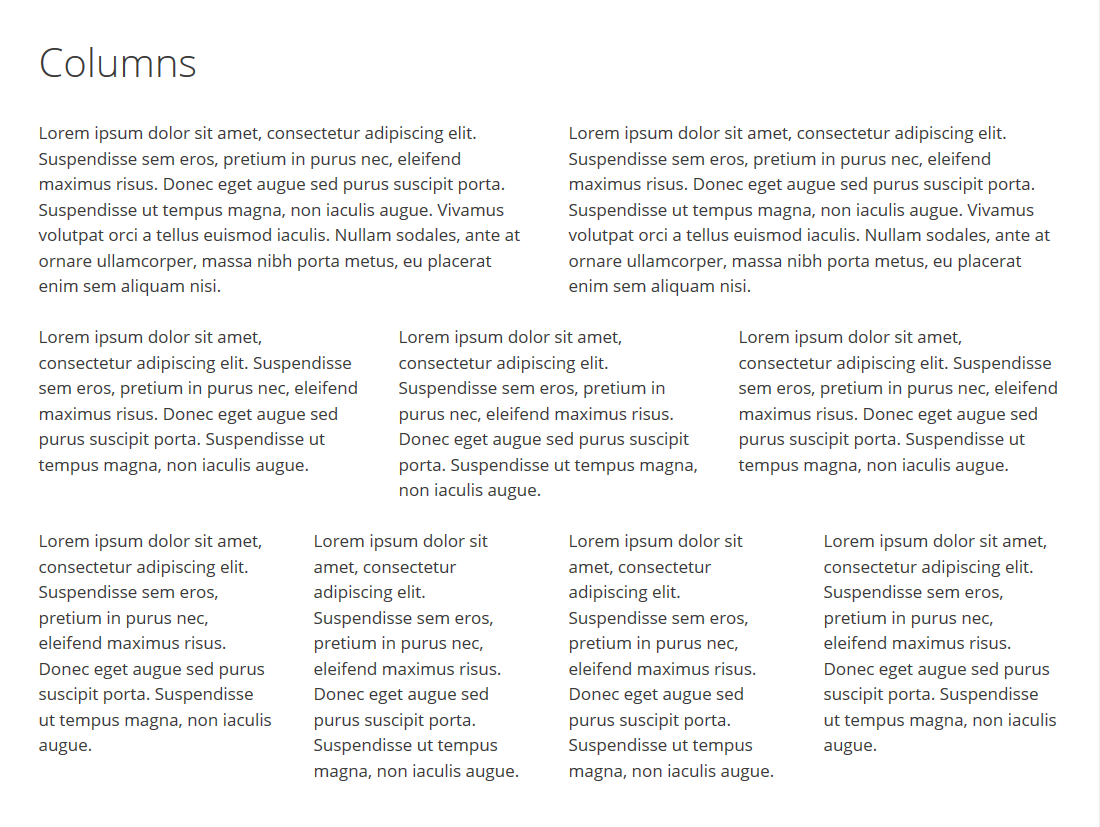 Columns
Lorem ipsum dolor sit amet, consectetur adipiscing elit.
Suspendisse sem eros, pretium in purus nec, eleifend
maximus risus. Donec eget augue sed purus suscipit porta.
Suspendisse ut tempus magna, non iaculis augue. Vivamus
volutpat orci a tellus euismod iaculis. Nullam sodales, ante at
ornare ullamcorper, massa nibh porta metus, eu placerat
enim sem aliquam nisi.
Lorem ipsum dolor sit amet, consectetur adipiscing elit.
Suspendisse sem eros, pretium in purus nec, eleifend
maximus risus. Donec eget augue sed purus suscipit porta.
Suspendisse ut tempus magna, non iaculis augue. Vivamus
volutpat orci a tellus euismod iaculis. Nullam sodales, ante at
ornare ullamcorper, massa nibh porta metus, eu placerat
enim sem aliquam nisi.
Lorem ipsum dolor sit amet,
consectetur adipiscing elit. Suspendisse
sem eros, pretium in purus nec, eleifend
maximus risus. Donec eget augue sed
purus suscipit porta. Suspendisse ut
tempus magna, non iaculis augue.
Lorem ipsum dolor sit amet,
consectetur adipiscing elit.
Suspendisse sem eros, pretium in
purus nec, eleifend maximus risus.
Donec eget augue sed purus suscipit
porta. Suspendisse ut tempus magna,
non iaculis augue.
Lorem ipsum dolor sit amet,
consectetur adipiscing elit. Suspendisse
sem eros, pretium in purus nec, eleifend
maximus risus. Donec eget augue sed
purus suscipit porta. Suspendisse ut
tempus magna, non iaculis augue.
Lorem ipsum dolor sit amet,
consectetur adipiscing elit.
Suspendisse sem eros,
pretium in purus nec,
eleifend maximus risus.
Donec eget augue sed purus
suscipit porta. Suspendisse
ut tempus magna, non iaculis
augue.
Lorem ipsum dolor sit
amet, consectetur
adipiscing elit.
Suspendisse sem eros,
pretium in purus nec,
eleifend maximus risus.
Donec eget augue sed
purus suscipit porta.
Suspendisse ut tempus
magna, non iaculis augue.
Lorem ipsum dolor sit
amet, consectetur
adipiscing elit.
Suspendisse sem eros,
pretium in purus nec,
eleifend maximus risus.
Donec eget augue sed
purus suscipit porta.
Suspendisse ut tempus
magna, non iaculis augue.
Lorem ipsum dolor sit amet,
consectetur adipiscing elit.
Suspendisse sem eros,
pretium in purus nec,
eleifend maximus risus.
Donec eget augue sed purus
suscipit porta. Suspendisse
ut tempus magna, non iaculis
augue.